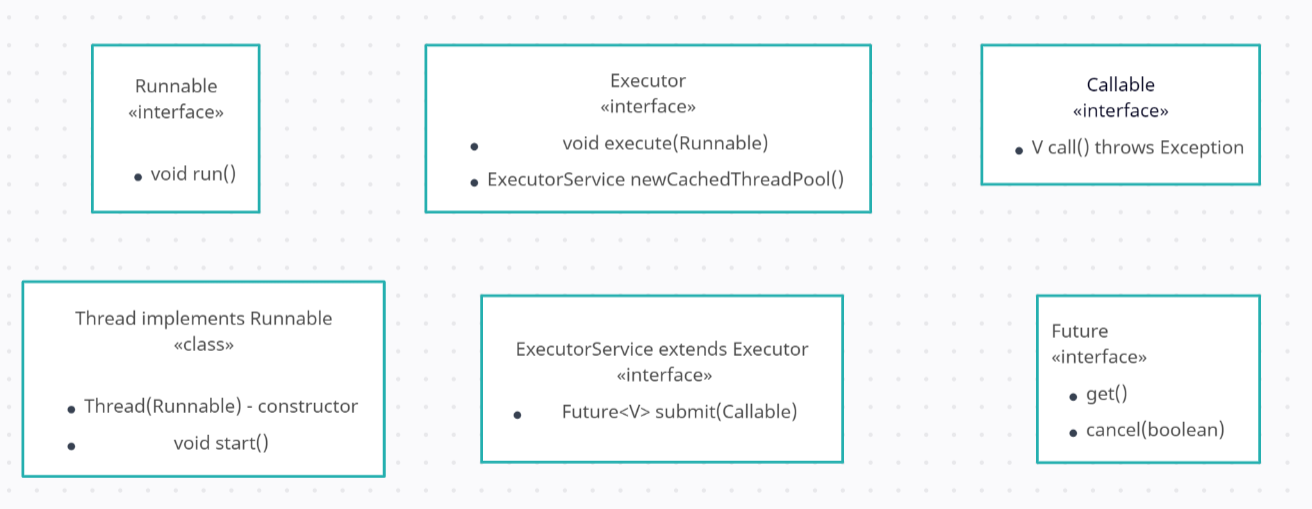 Runnable
«interface»
• void run()
Executor
«interface»
• void execute(Runnable)
• ExecutorService newCachedThreadPool()
Callable
«interface»
• V call() throws Exception
Thread implements Runnable
«class»
• Thread(Runnable) - constructor
• void start()
ExecutorService extends Executor
«interface»
• Future<V> submit(Callable)
Future
«interface»
• get()
• cancel(boolean)